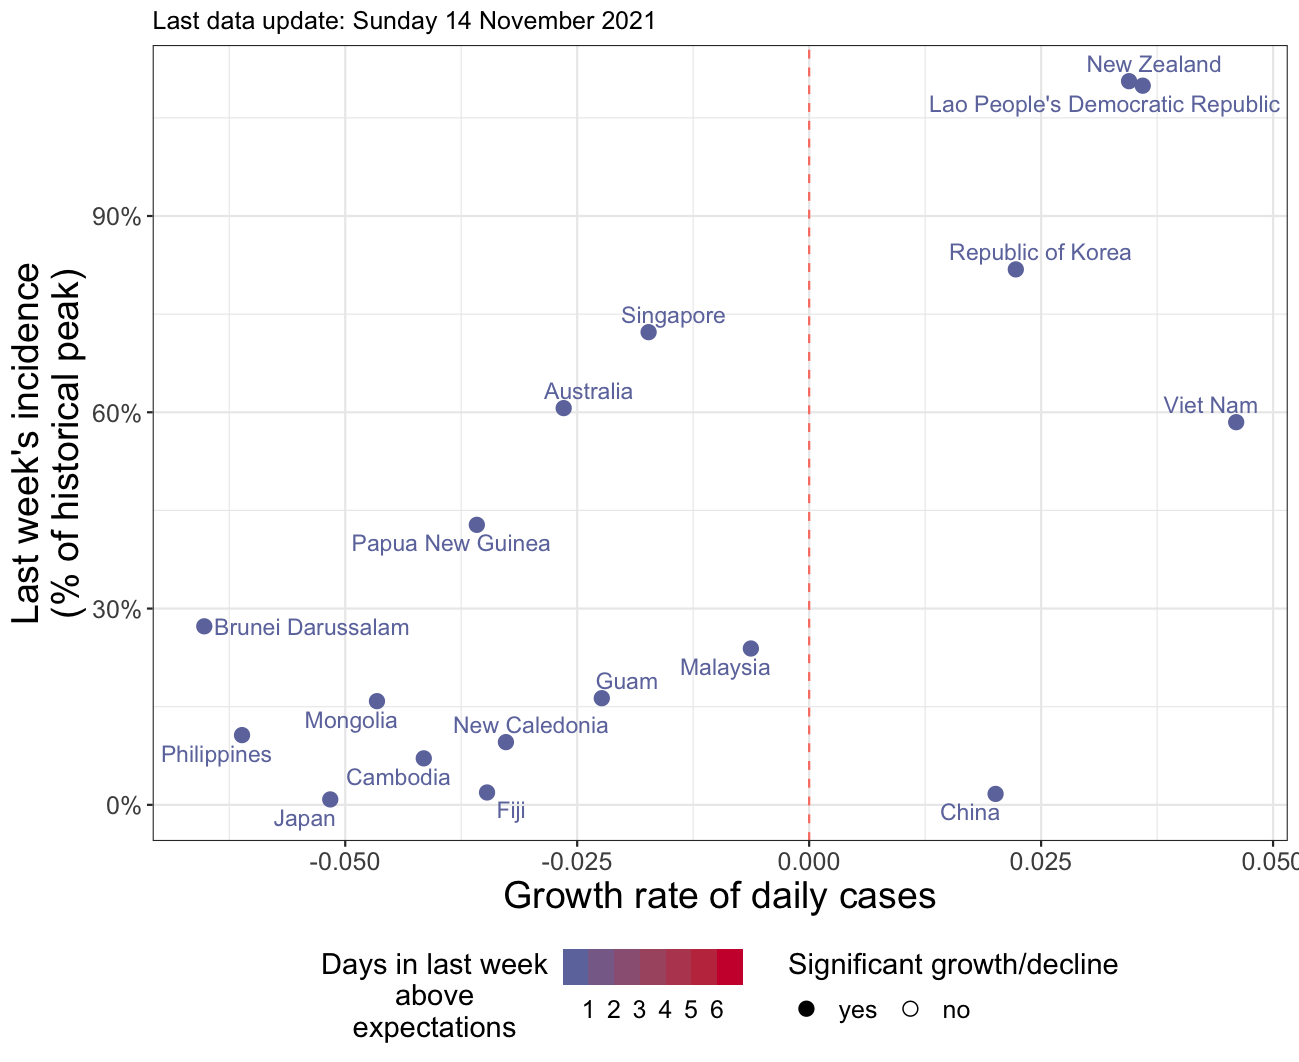 Last data update: Sunday 14 November 2021
New Zealand
Lao People's Democratic Republic
90%
Republic of Korea
Singapore
Australia
60%
Viet Nam
Last week's incidence
(% of historical peak)
Papua New Guinea
30%
Brunei Darussalam
Malaysia
Guam
Mongolia
New Caledonia
Philippines
Cambodia
0%
Japan
Fiji
China
-0.050 -0.025 0.000 0.025 0.050
Growth rate of daily cases
Days in last week
above
expectations
1 2 3 4 5 6
Significant growth/decline
yes no